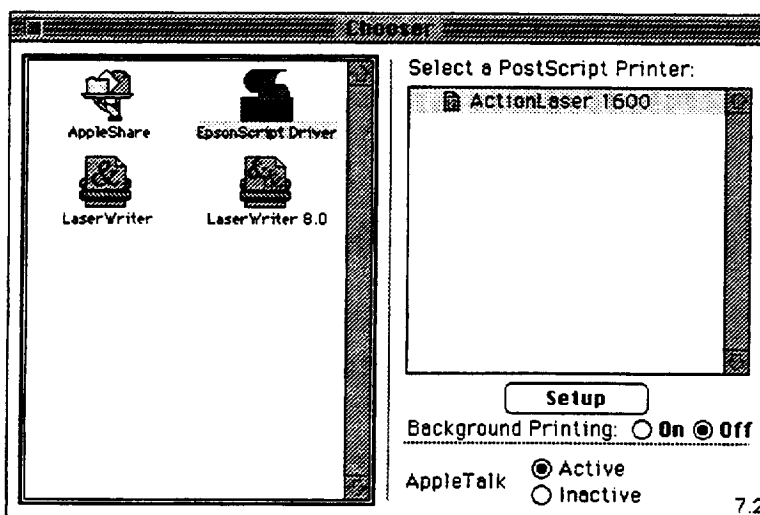 Chooser
AppleShare
EpsonScript Driver
LaserWriter
LaserWriter 8.0
Select a PostScript Printer:
ActionLaser 1600
Setup
Background Printing: On Off
AppleTalk
Active
Inactive
7.2